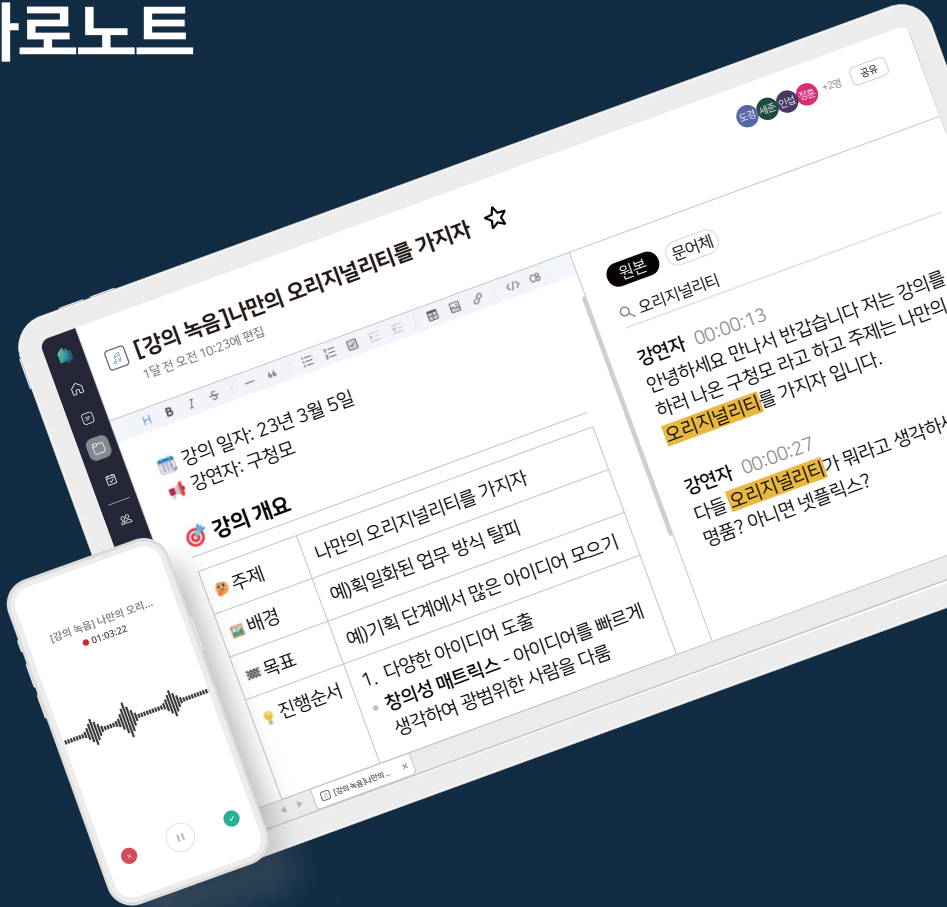 로노트
도경 세준 인섭 정훈 +2명 공유
[강의 녹음]나만의 오리지널리티를 가지자
1달 전 오전 10:23에 편집
H B I S
CB
강의 일자: 23년 3월 5일
강연자: 구청모
강의 개요
주제 나만의 오리지널리티를 가지자
배경 예)획일화된 업무 방식 탈피
목표 예)기획 단계에서 많은 아이디어 모으기
진행순서 1. 다양한 아이디어 도출
창의성 매트릭스 - 아이디어를 빠르게
생각하여 광범위한 사람을 다룸
[강의 녹음]나만의 ...
원본 문어체
오리지널리티
강연자 00:00:13
안녕하세요 만나서 반갑습니다 저는 강의를
하러 나온 구청모 라고 하고 주제는 나만의
오리지널리티를 가지자 입니다.
강연자 00:00:27
다들 오리지널리티가 뭐라고 생각하
명품? 아니면 넷플릭스?
[강의 녹음] 나만의 오리...
01:03:22